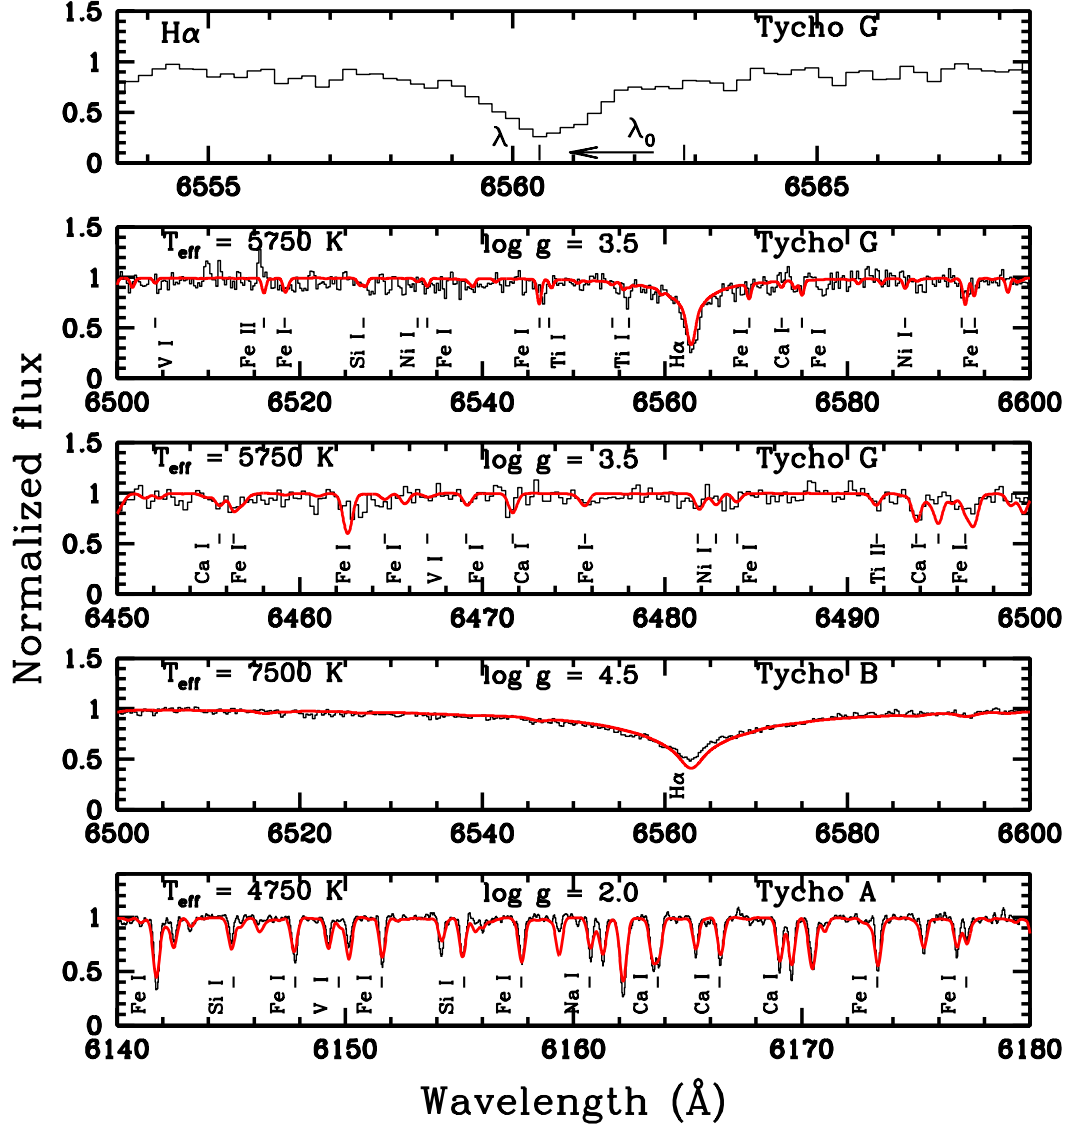 Normalized flux
Hα Tycho G
1.5
1
0.5
0
λ λ₀
6555 6560 6565
T_eff = 5750 K log g = 3.5 Tycho G
1.5
1
0.5
0
V I Fe II Fe I Si I Ni I Fe I Fe I Ti I Ti I Hα Fe I Ca I Fe I Ni I Fe I
6500 6520 6540 6560 6580 6600
T_eff = 5750 K log g = 3.5 Tycho G
1.5
1
0.5
0
Ca I Fe I Fe I Fe I V I Fe I Ca I Fe I Ni I Fe I Ti II Ca I Fe I
6450 6460 6470 6480 6490 6500
T_eff = 7500 K log g = 4.5 Tycho B
1.5
1
0.5
0
Hα
6500 6520 6540 6560 6580 6600
T_eff = 4750 K log g = 2.0 Tycho A
1
0.5
0
Fe I Si I Fe I V I Fe I Si I Fe I Na I Ca I Ca I Ca I Fe I Fe I
6140 6150 6160 6170 6180
Wavelength (Å)